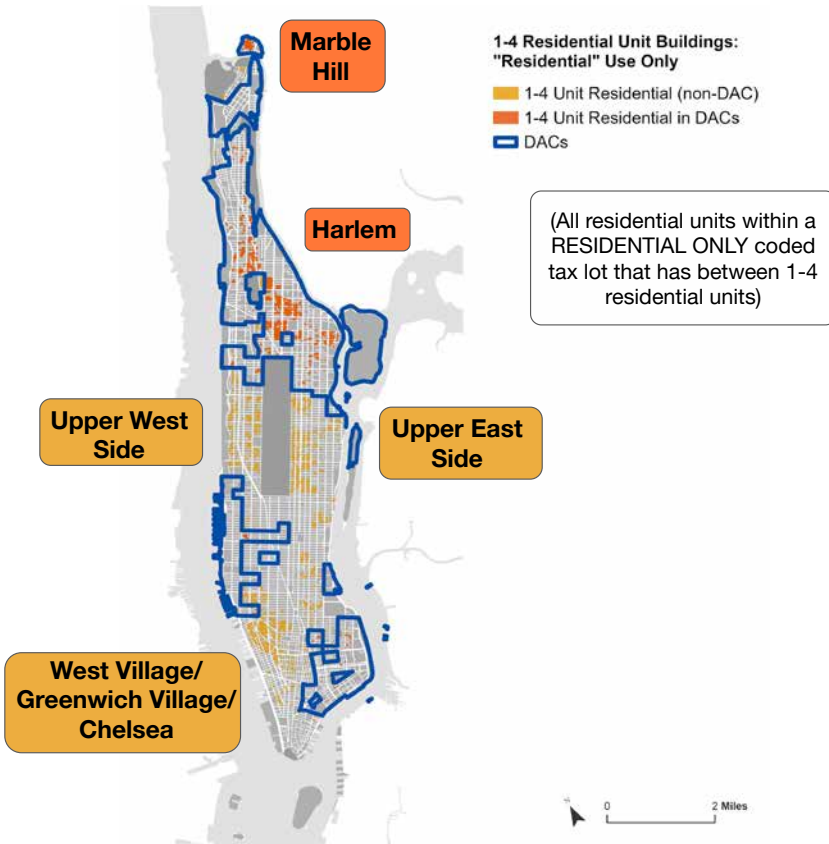 Marble
Hill
1-4 Residential Unit Buildings:
"Residential" Use Only
1-4 Unit Residential (non-DAC)
1-4 Unit Residential in DACs
DACs
Harlem
(All residential units within a
RESIDENTIAL ONLY coded
tax lot that has between 1-4
residential units)
Upper West
Side
Upper East
Side
West Village/
Greenwich Village/
Chelsea
N
0
2 Miles